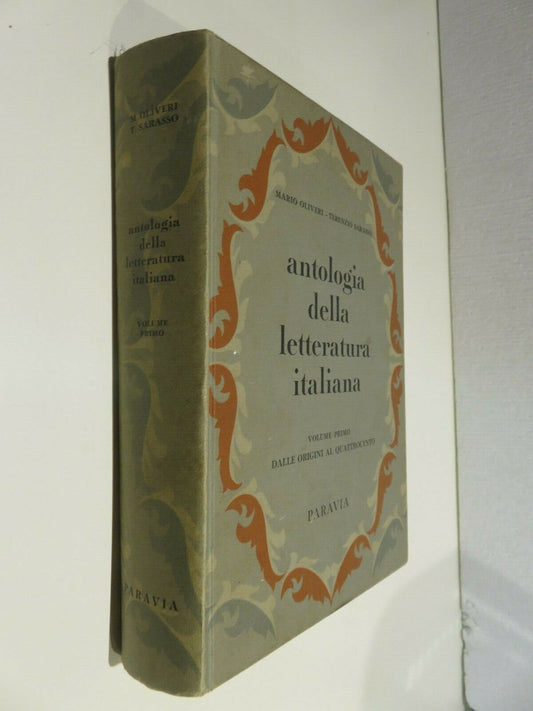 M. OLIVERI
T. SARASSO
antologia
della
letteratura
italiana
VOLUME
PRIMO
PARAVIA
MARIO OLIVERI - TERENZIO SARASSO
antologia
della
letteratura
italiana
VOLUME PRIMO
DALLE ORIGINI AL QUATTROCENTO
PARAVIA